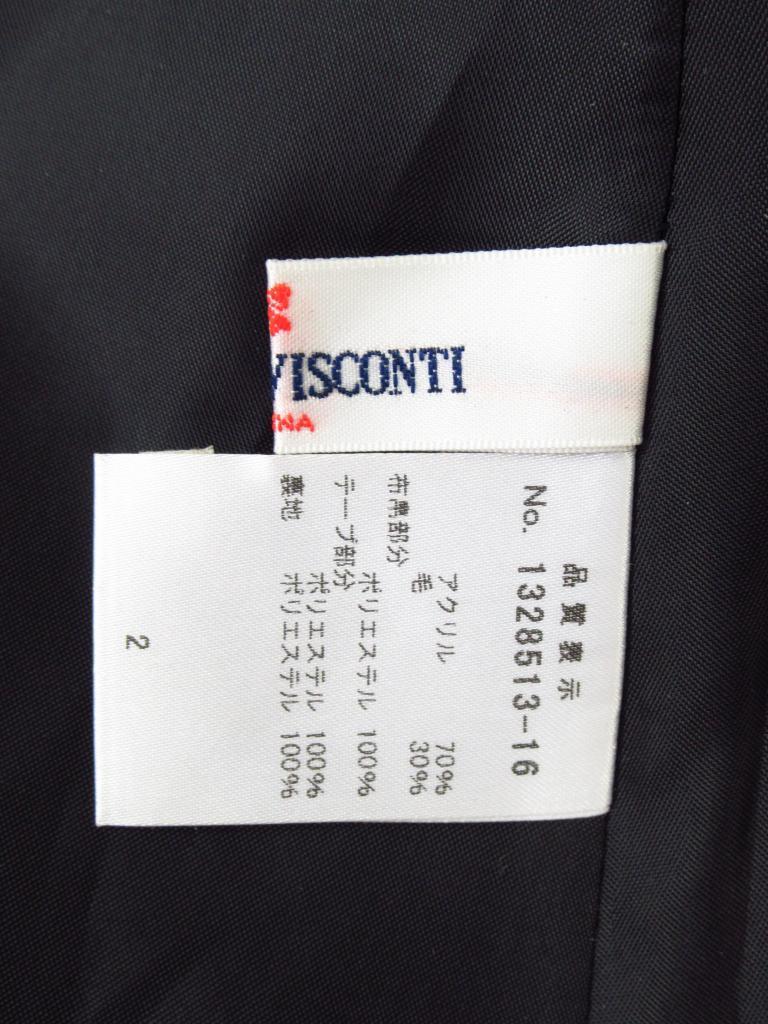 VISCONTI
品質表示
No. 1328513-16
アクリル 70%
毛 30%
布帛部分
ポリエステル 100%
テープ部分
ポリエステル 100%
裏地 ポリエステル 100%
2